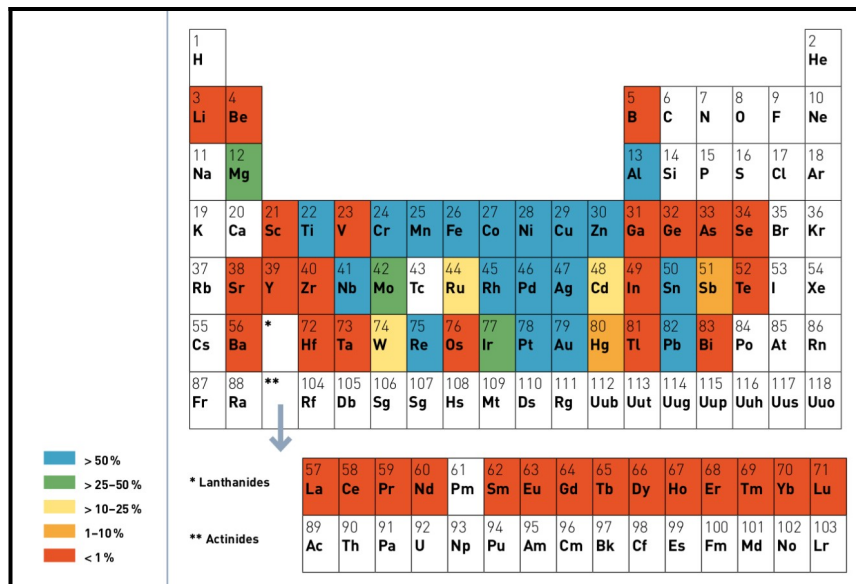 1 2
H He
3 4 5 6 7 8 9 10
Li Be B C N O F Ne
11 12 13 14 15 16 17 18
Na Mg Al Si P S Cl Ar
19 20 21 22 23 24 25 26 27 28 29 30 31 32 33 34 35 36
K Ca Sc Ti V Cr Mn Fe Co Ni Cu Zn Ga Ge As Se Br Kr
37 38 39 40 41 42 43 44 45 46 47 48 49 50 51 52 53 54
Rb Sr Y Zr Nb Mo Tc Ru Rh Pd Ag Cd In Sn Sb Te I Xe
55 56 * 72 73 74 75 76 77 78 79 80 81 82 83 84 85 86
Cs Ba Hf Ta W Re Os Ir Pt Au Hg Tl Pb Bi Po At Rn
87 88 ** 104 105 106 107 108 109 110 111 112 113 114 115 116 117 118
Fr Ra Rf Db Sg Sg Hs Mt Ds Rg Uub Uut Uug Uup Uuh Uus Uuo
> 50 %
> 25–50 %
> 10–25 %
1–10 %
< 1 %
* Lanthanides
57 58 59 60 61 62 63 64 65 66 67 68 69 70 71
La Ce Pr Nd Pm Sm Eu Gd Tb Dy Ho Er Tm Yb Lu
** Actinides
89 90 91 92 93 94 95 96 97 98 99 100 101 102 103
Ac Th Pa U Np Pu Am Cm Bk Cf Es Fm Md No Lr